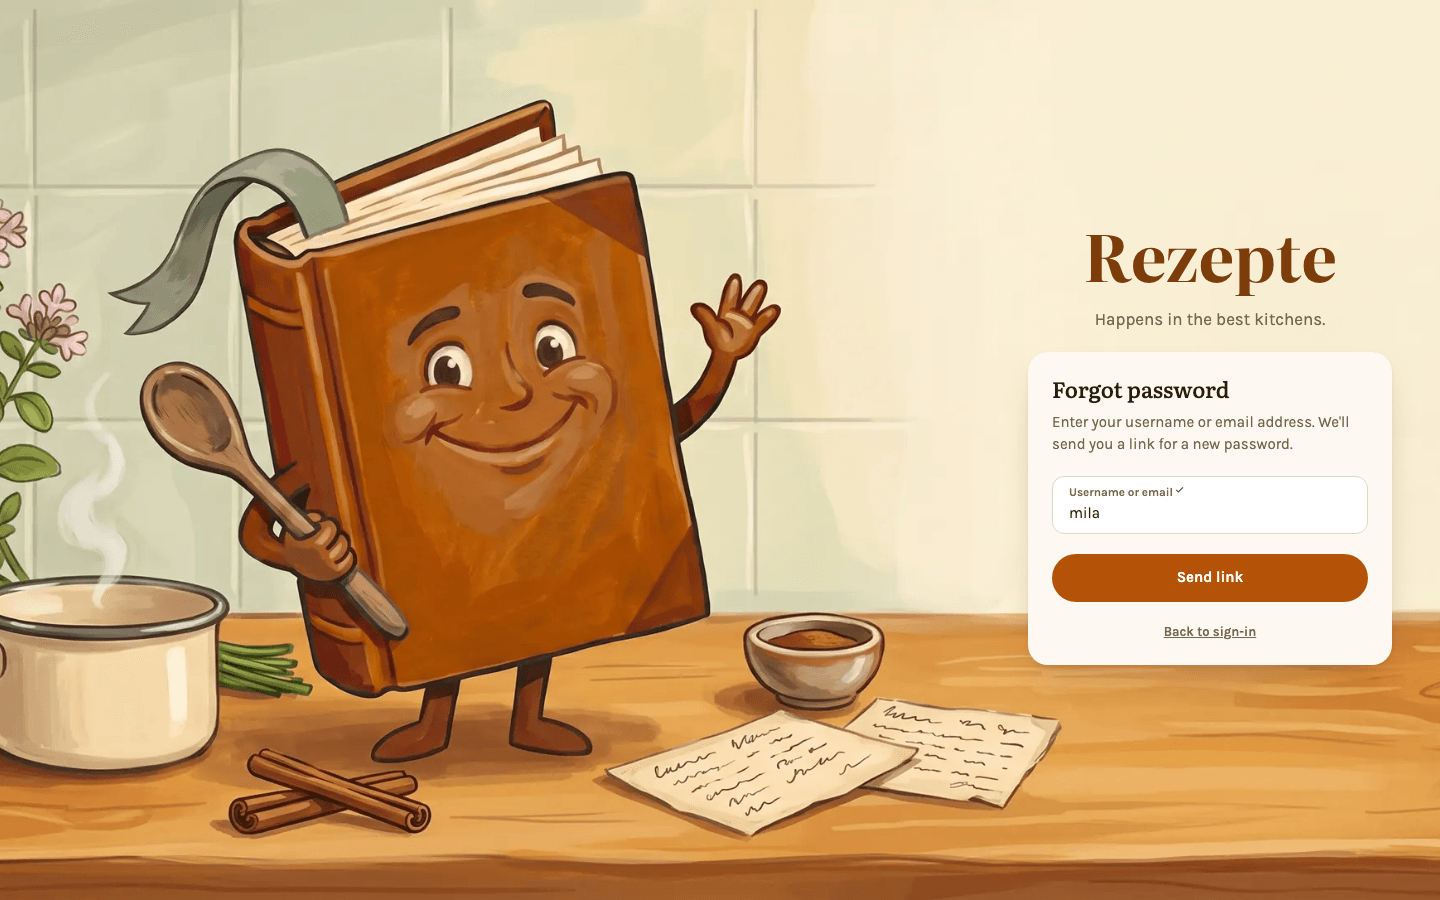 Rezepte
Happens in the best kitchens.
Forgot password
Enter your username or email address. We'll
send you a link for a new password.
Username or email
mila
Send link
Back to sign-in